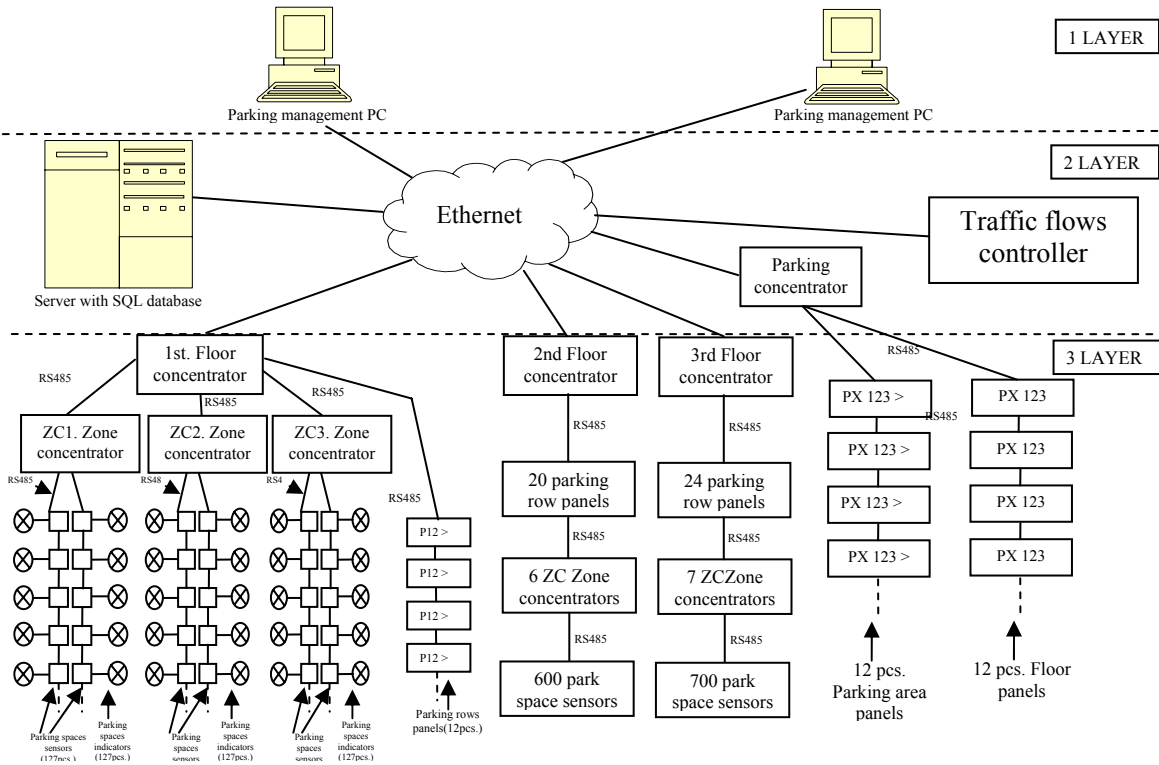 1 LAYER
Parking management PC
Parking management PC
2 LAYER
Ethernet
Traffic flows
controller
Parking
concentrator
Server with SQL database
1st. Floor
concentrator
2nd Floor
concentrator
3rd Floor
concentrator
RS485
3 LAYER
RS485
RS485
RS485
PX 123 >
RS485
PX 123
ZC1. Zone
concentrator
ZC2. Zone
concentrator
ZC3. Zone
concentrator
RS485
RS485
PX 123 >
PX 123
RS485
RS48
RS4
RS485
20 parking
row panels
24 parking
row panels
PX 123 >
PX 123
P12 >
RS485
RS485
PX 123 >
PX 123
P12 >
6 ZC Zone
concentrators
7 ZCZone
concentrators
P12 >
RS485
RS485
P12 >
600 park
space sensors
700 park
space sensors
12 pcs.
Parking area
panels
12 pcs. Floor
panels
Parking rows
panels(12pcs.)
Parking spaces
sensors
(127pcs.)
Parking
spaces
indicators
(127pcs.)
Parking
spaces
sensors
Parking
spaces
indicators
(127pcs.)
Parking
spaces
sensors
Parking
spaces
indicators
(127pcs.)